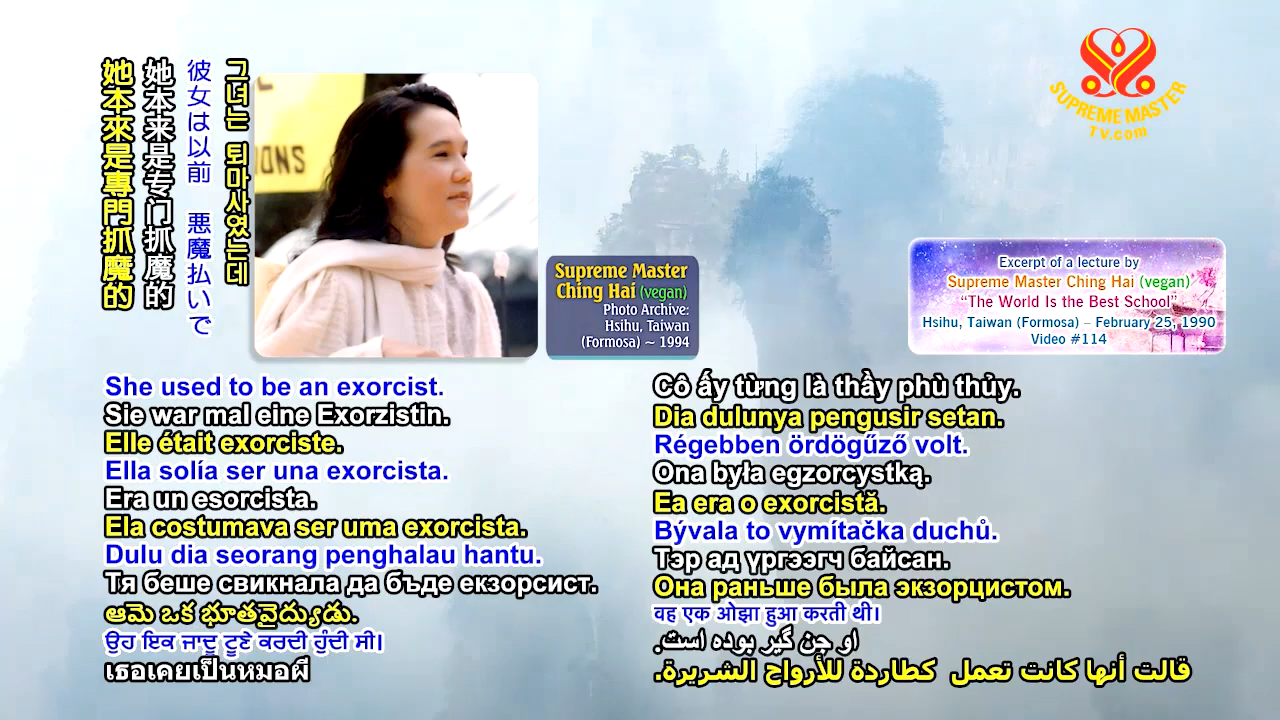 她本來是專門抓魔的
她本来是专门抓魔的
彼女は以前 悪魔払いで
그녀는 퇴마사였는데
IONS
Supreme Master
Ching Hai (vegan)
Photo Archive:
Hsihu, Taiwan
(Formosa) ~ 1994
SUPREME MASTER
TV.com
Excerpt of a lecture by
Supreme Master Ching Hai (vegan)
“The World Is the Best School”
Hsihu, Taiwan (Formosa) – February 25, 1990
Video #114
She used to be an exorcist.
Sie war mal eine Exorzistin.
Elle était exorciste.
Ella solía ser una exorcista.
Era un esorcista.
Ela costumava ser uma exorcista.
Dulu dia seorang penghalau hantu.
Тя беше свикнала да бъде екзорсист.
ఆమె ఒక భూతవైద్యుడు.
ਉਹ ਇਕ ਜਾਦੂ ਟੂਣੇ ਕਰਦੀ ਹੁੰਦੀ ਸੀ।
เธอเคยเป็นหมอผี
Cô ấy từng là thầy phù thủy.
Dia dulunya pengusir setan.
Régebben ördögűző volt.
Ona była egzorcystką.
Ea era o exorcistă.
Bývala to vymítačka duchů.
Тэр ад үргээгч байсан.
Она раньше была экзорцистом.
वह एक ओझा हुआ करती थी।
او جن گیر بوده است.
قالت أنها كانت تعمل كطاردة للأرواح الشريرة.